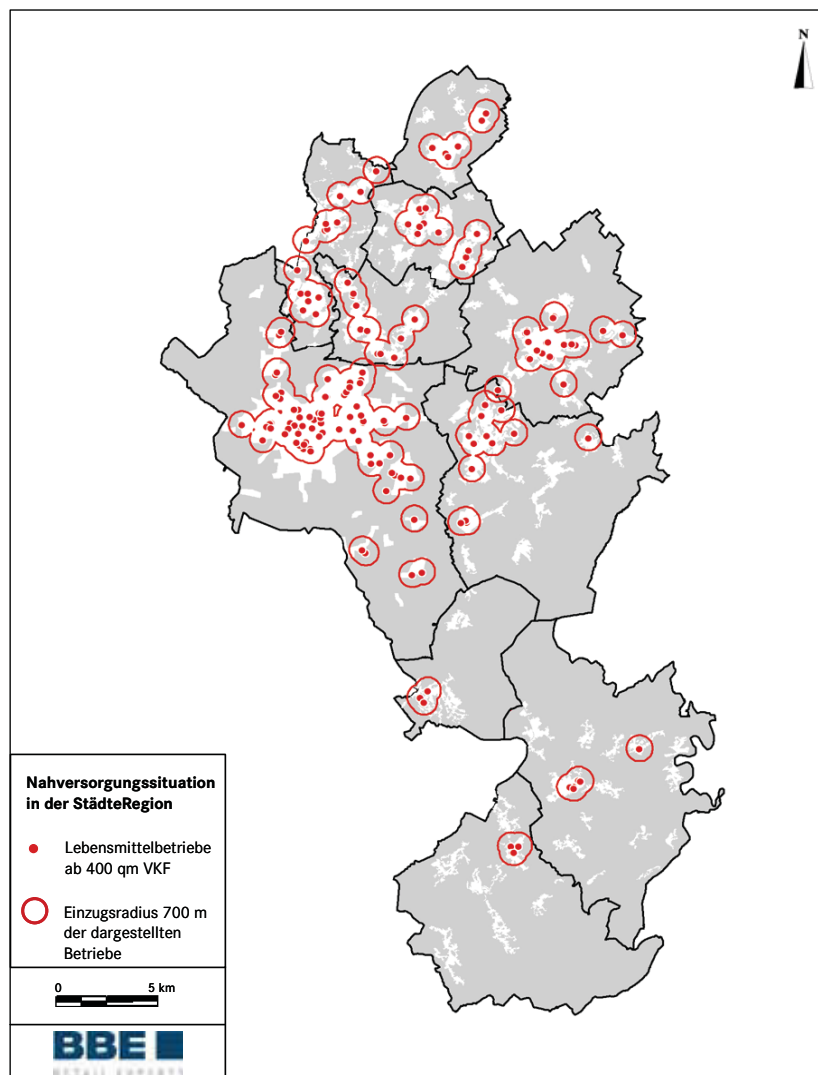 N
Nahversorgungssituation
in der StädteRegion
Lebensmittelbetriebe
ab 400 qm VKF
Einzugsradius 700 m
der dargestellten
Betriebe
0 5 km
BBE